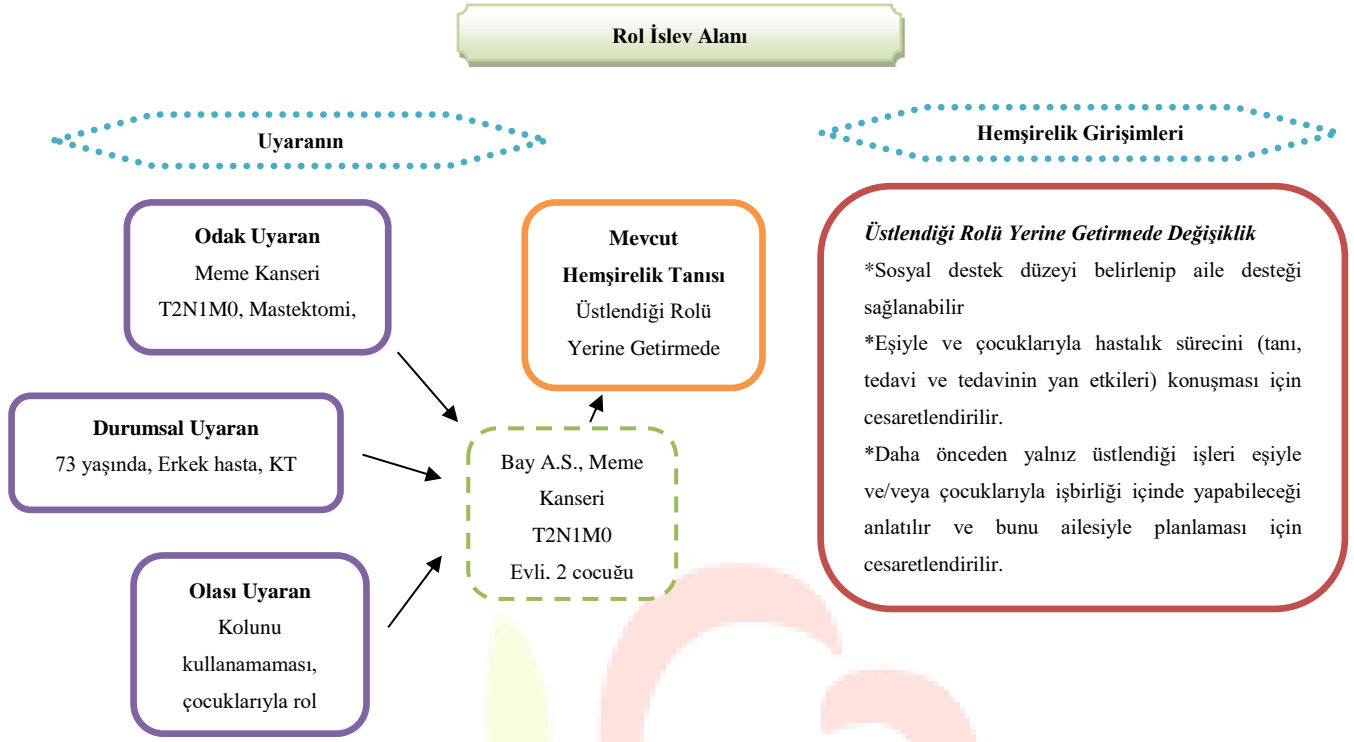 Rol İslev Alanı
Uyaranın
Hemşirelik Girişimleri
Odak Uyaran
Meme Kanseri
T2N1M0, Mastektomi,
Mevcut
Hemşirelik Tanısı
Üstlendiği Rolü
Yerine Getirmede
Üstlendiği Rolü Yerine Getirmede Değişiklik
*Sosyal destek düzeyi belirlenip aile desteği
sağlanabilir
*Eşiyle ve çocuklarıyla hastalık sürecini (tanı,
tedavi ve tedavinin yan etkileri) konuşması için
cesaretlendirilir.
*Daha önceden yalnız üstlendiği işleri eşiyle
ve/veya çocuklarıyla işbirliği içinde yapabileceği
anlatılır ve bunu ailesiyle planlaması için
cesaretlendirilir.
Durumsal Uyaran
73 yaşında, Erkek hasta, KT
Bay A.S., Meme
Kanseri
T2N1M0
Evli, 2 çocuğu
Olası Uyaran
Kolunu
kullanamaması,
çocuklarıyla rol